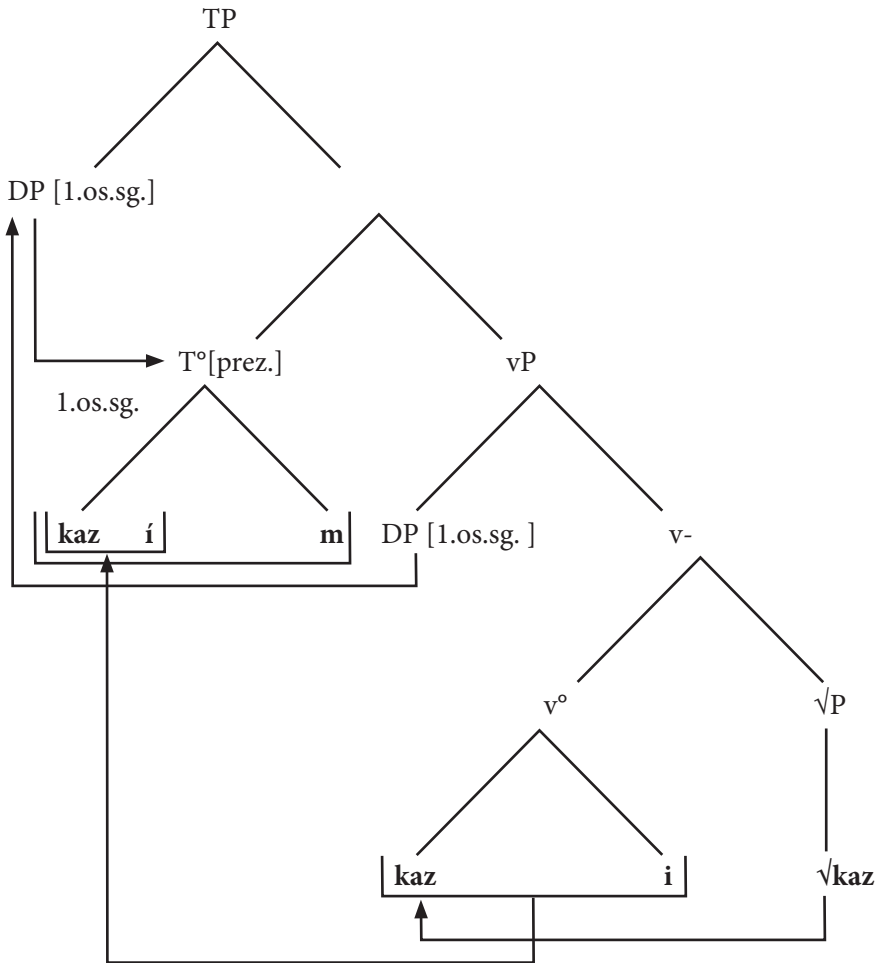 TP
DP [1.os.sg.]
T°[prez.] vP
1.os.sg.
kaz í m DP [1.os.sg. ] v-
v° √P
kaz i √kaz